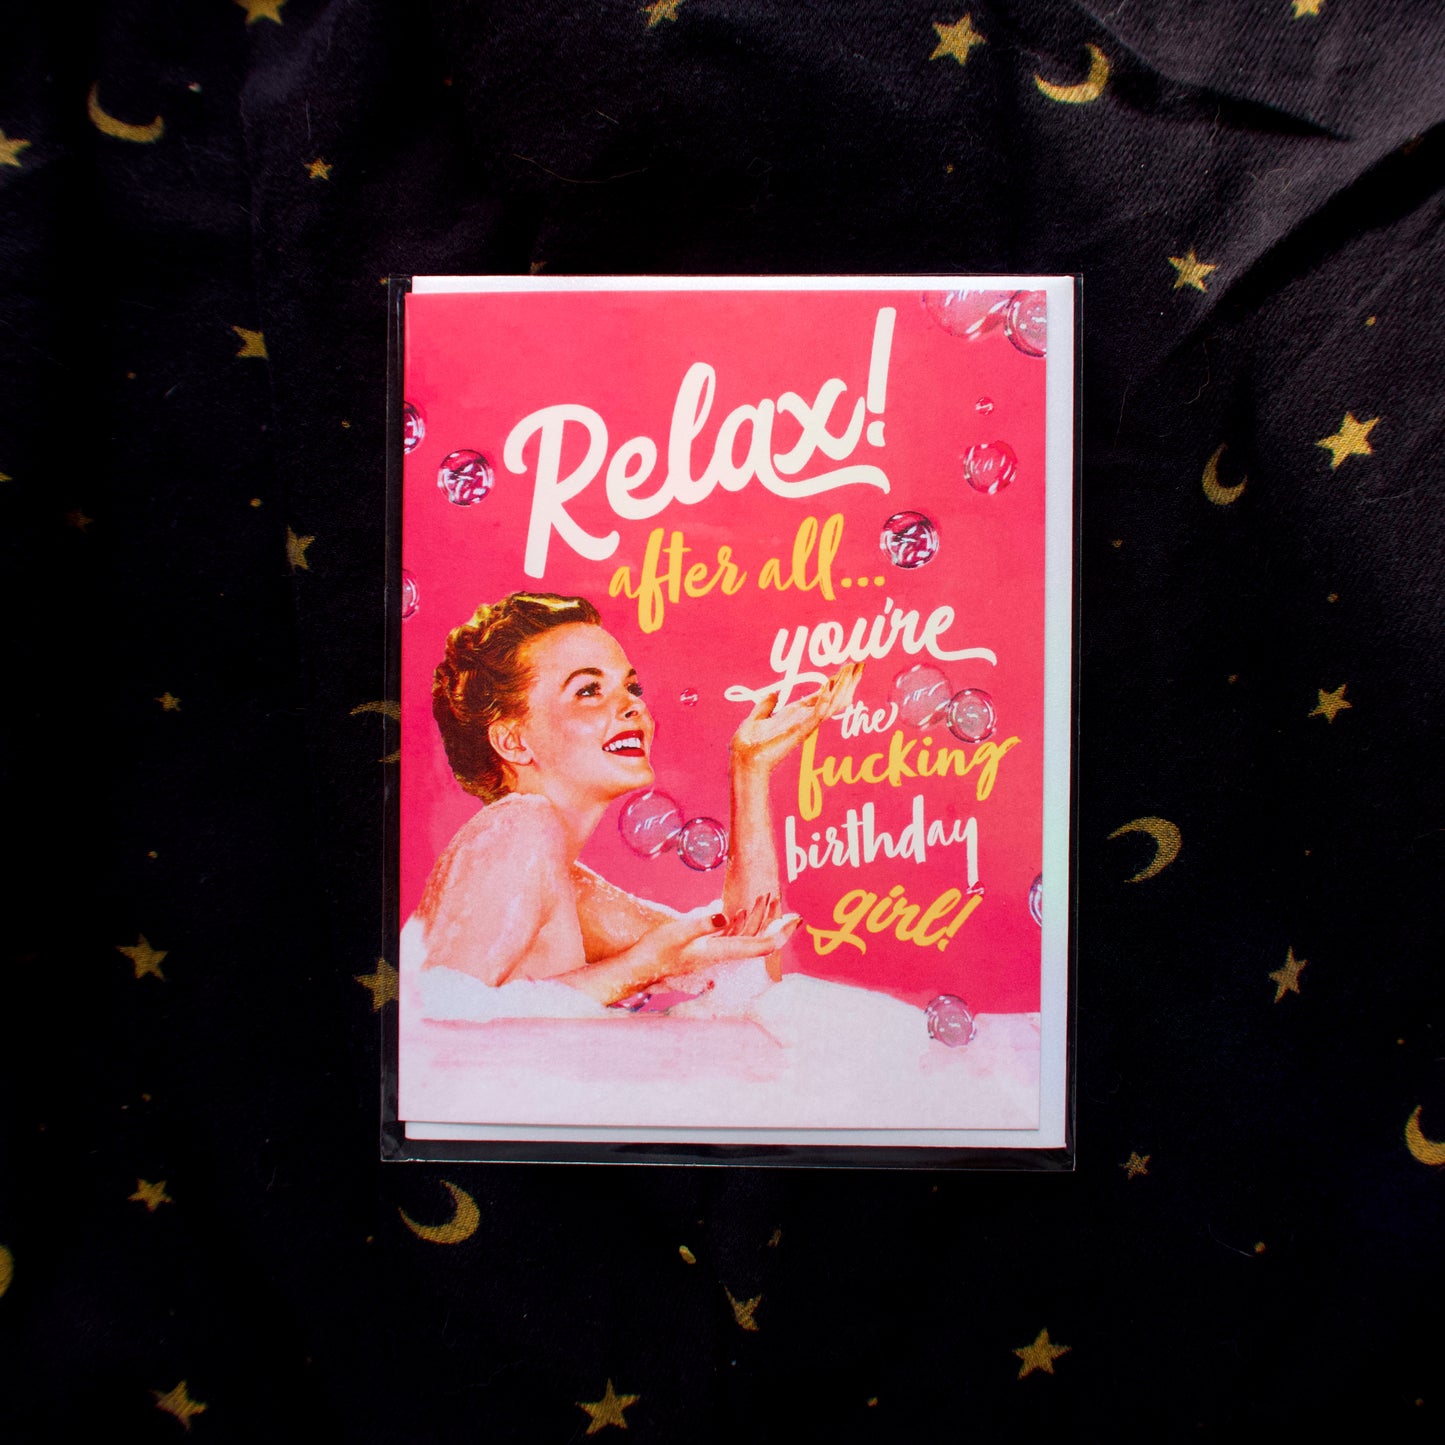 Relax!
after all...
you're
the
fucking
birthday
girl!